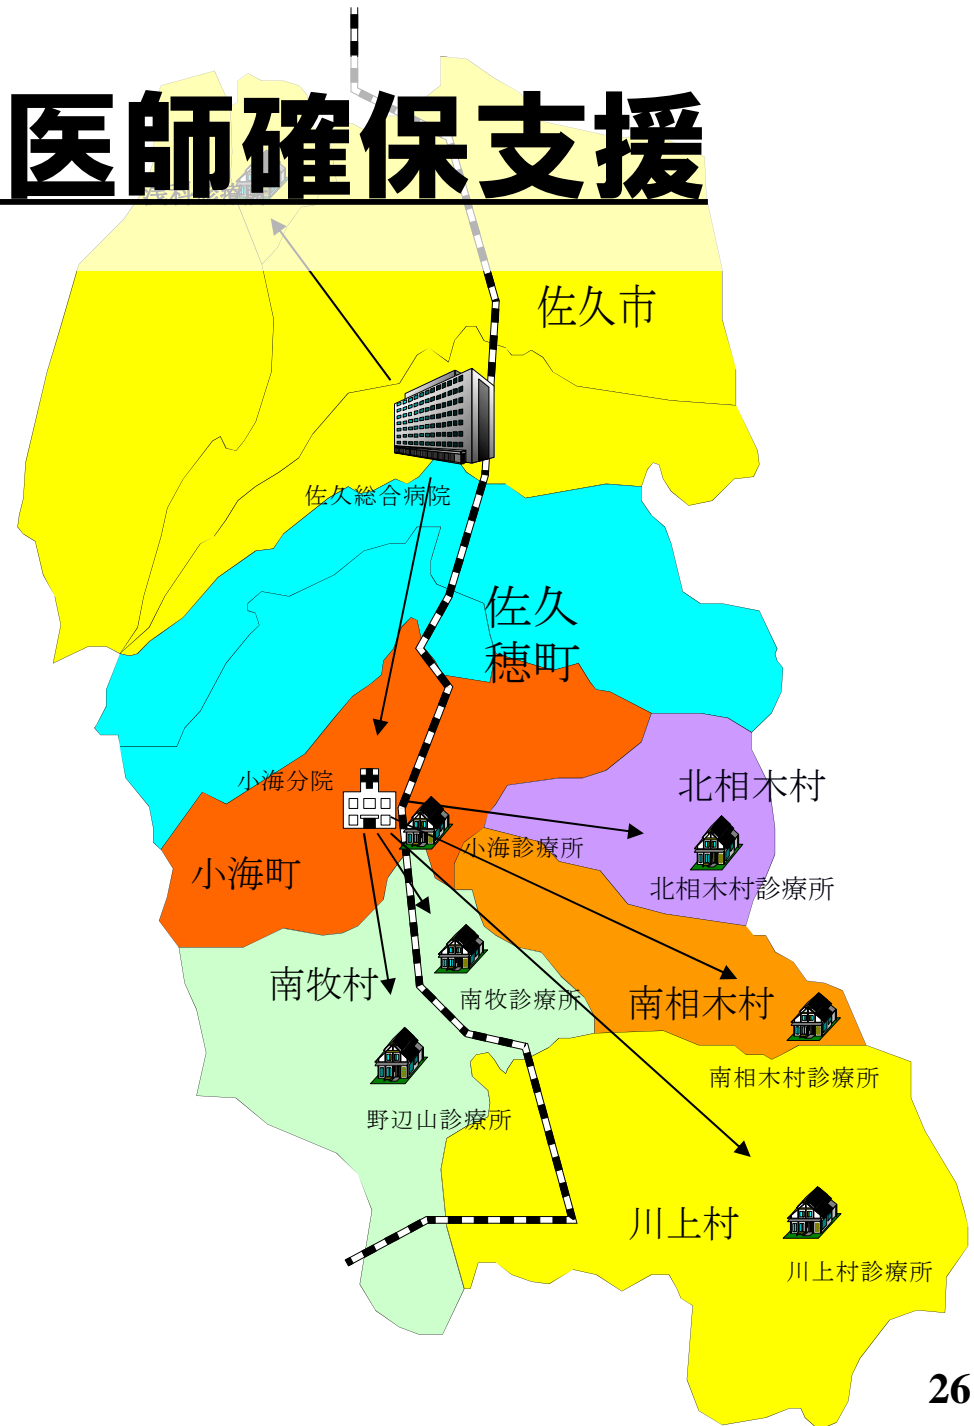 医師確保支援
佐久市
佐久総合病院
佐久
穂町
小海分院
北相木村
小海診療所
小海町
北相木村診療所
南牧村
南牧診療所
南相木村
南相木村診療所
野辺山診療所
川上村
川上村診療所
26